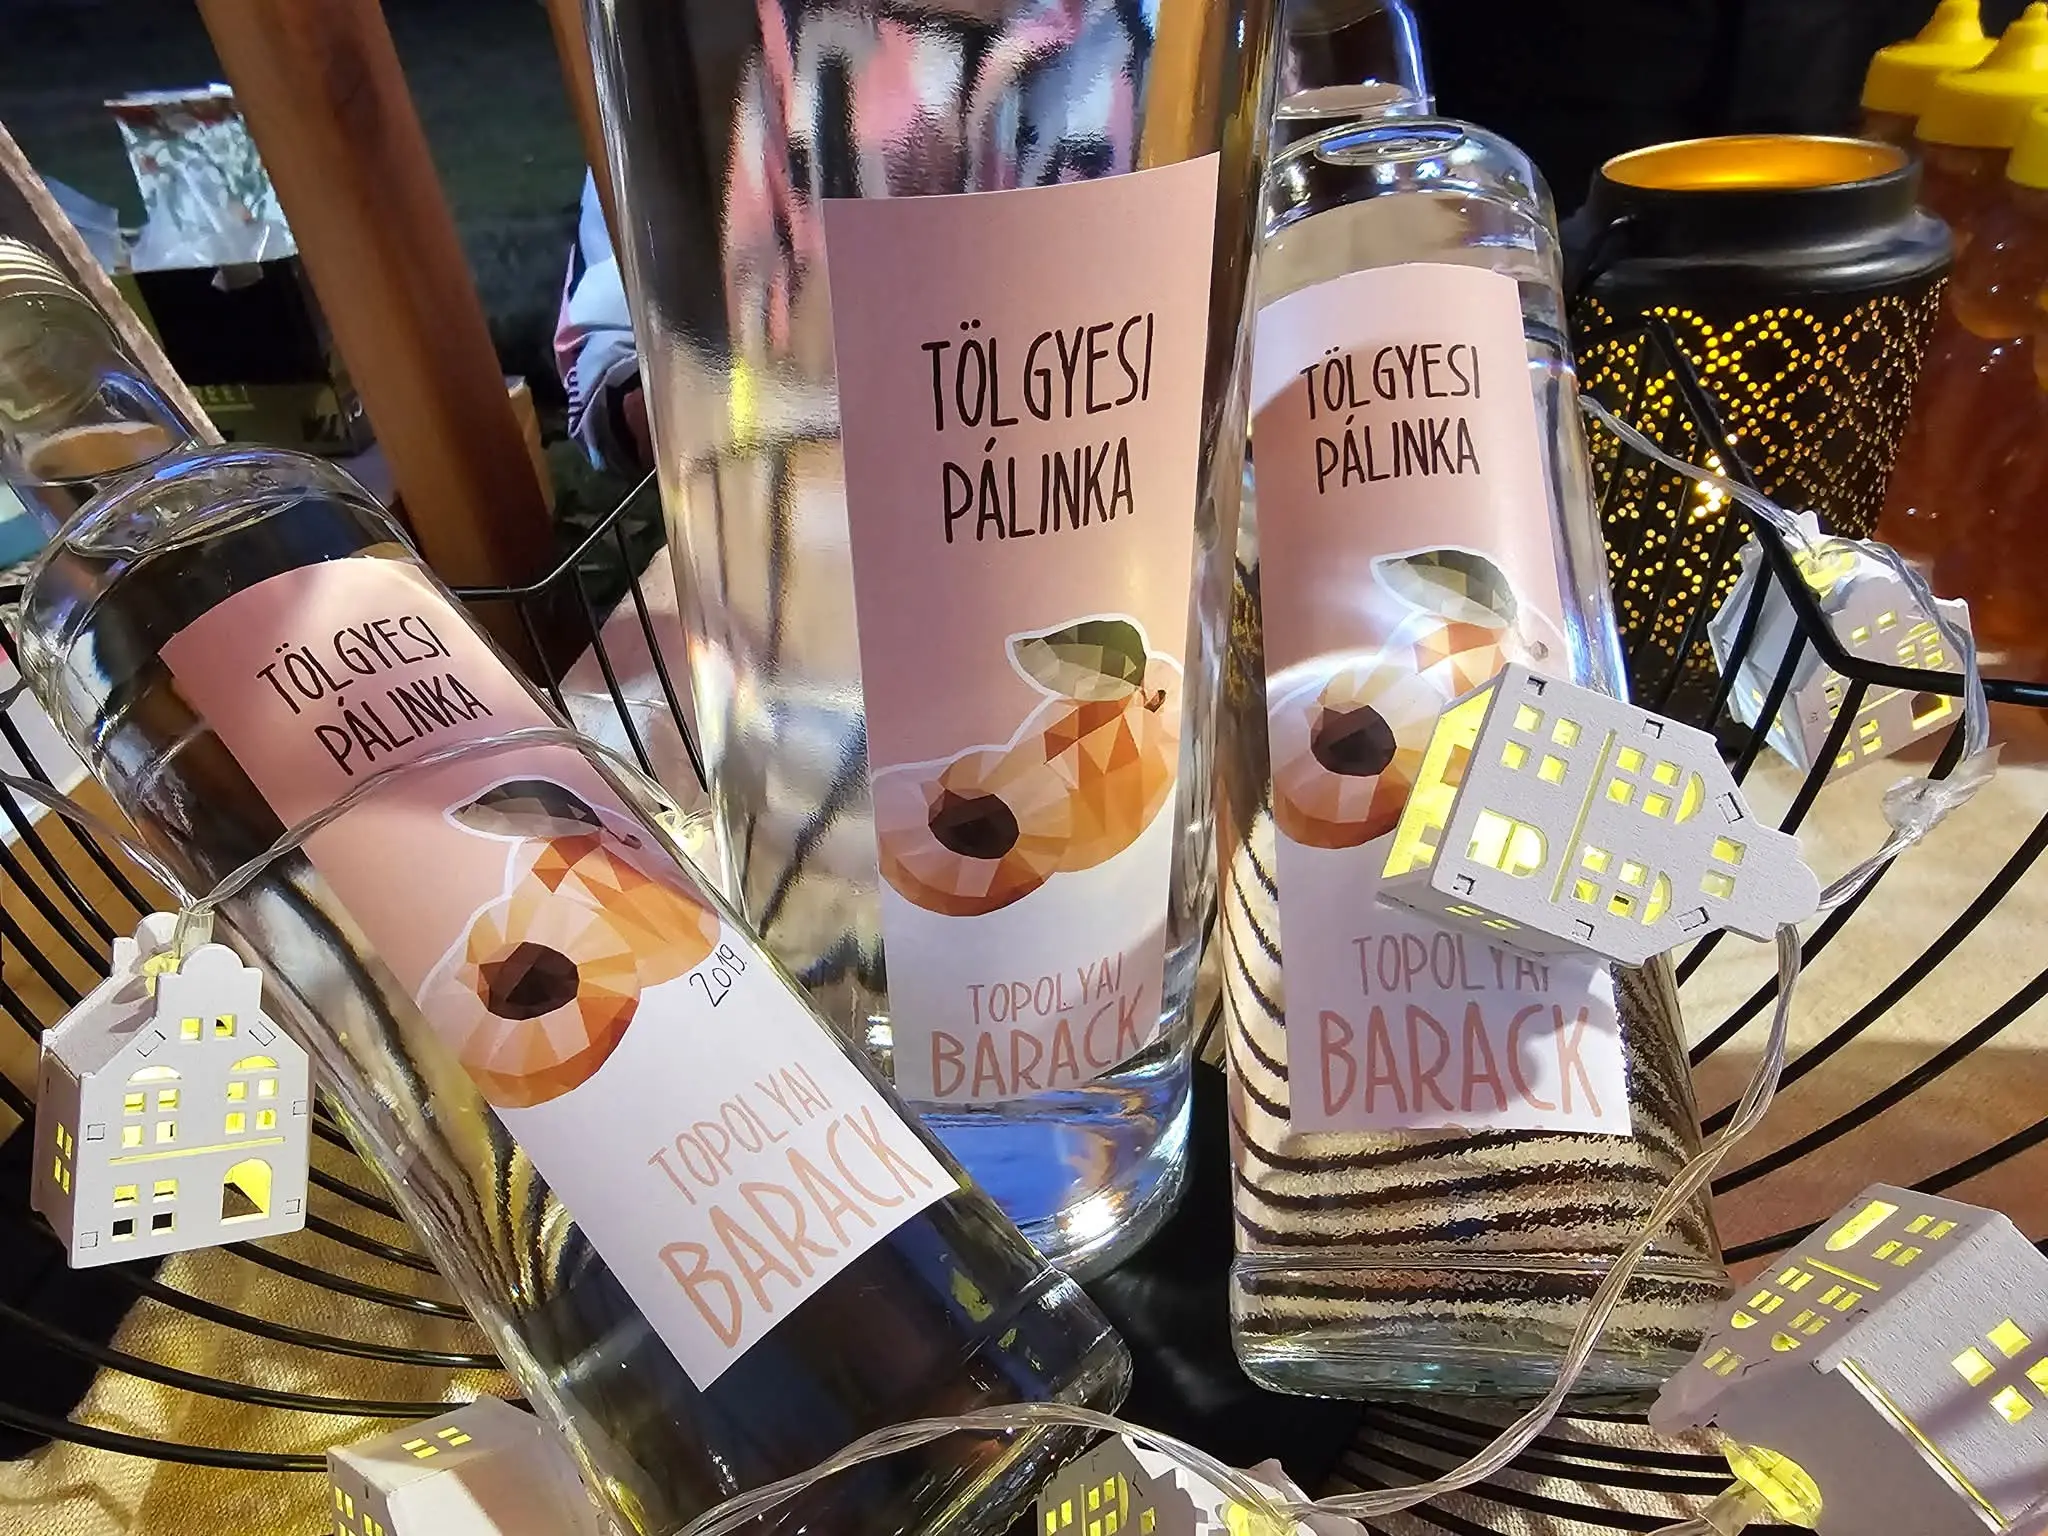 TÖLGYESI
PÁLINKA
2019.
TOPOLYAI
BARACK
TÖLGYESI
PÁLINKA
TOPOLYAI
BARACK
TÖLGYESI
PÁLINKA
TOPOLYAI
BARACK